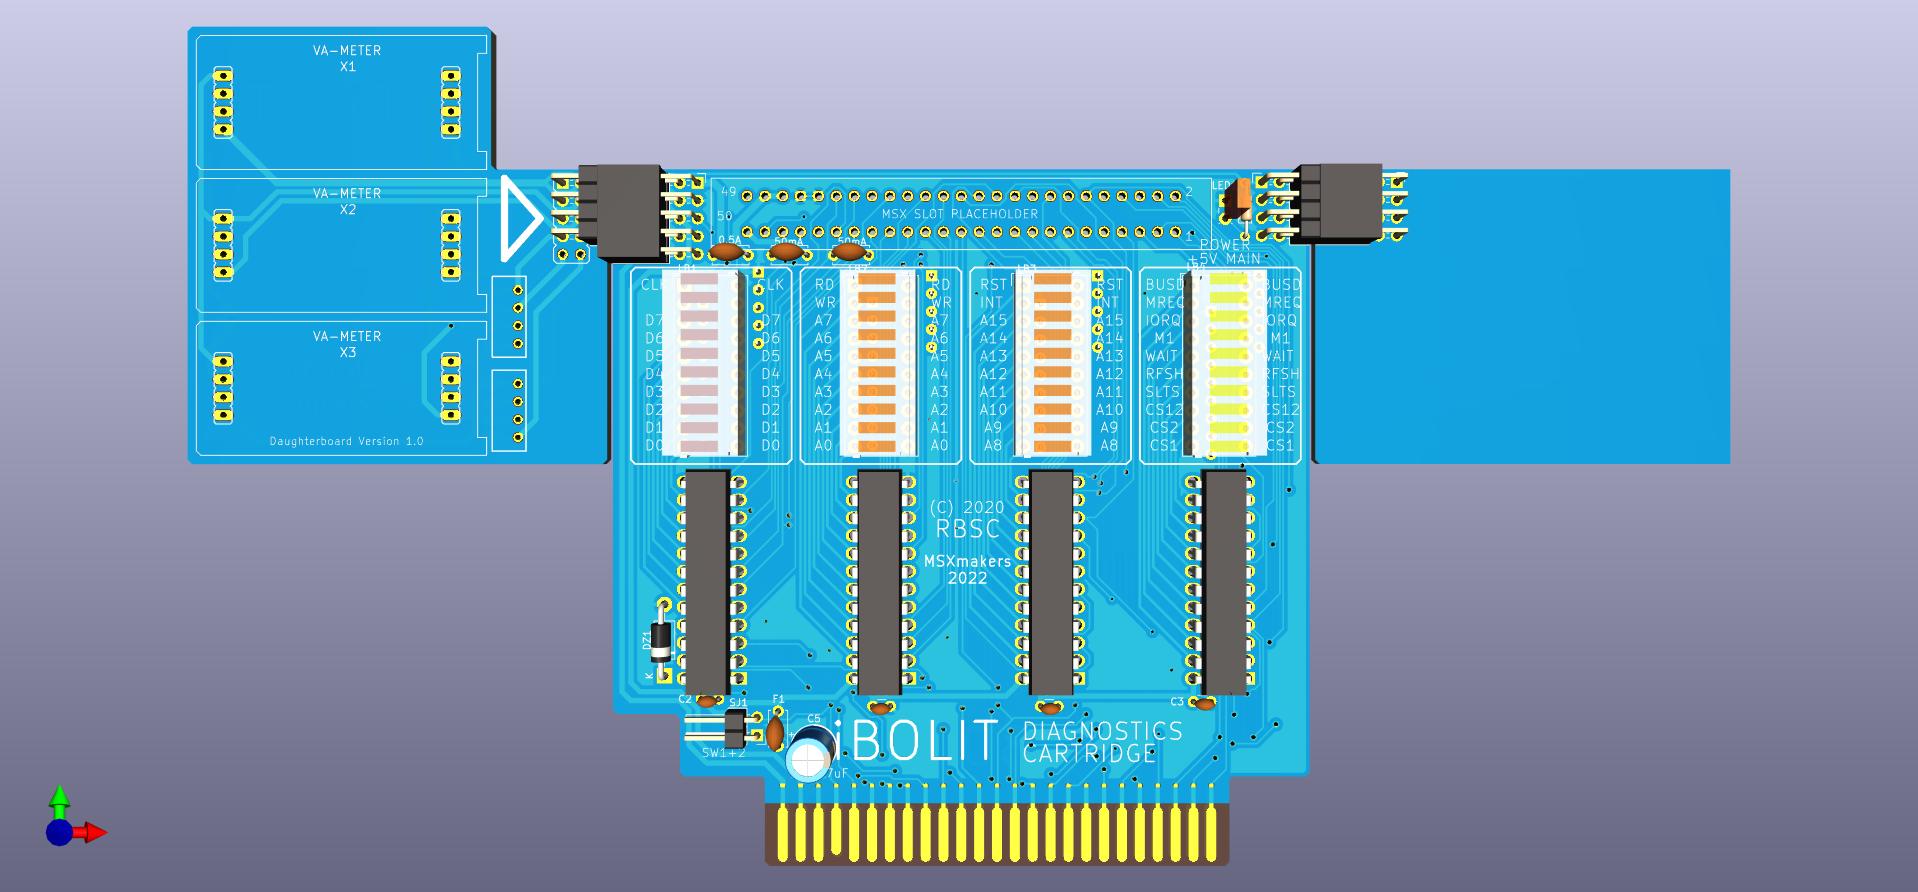 VA-METER
X1
VA-METER
X2
VA-METER
X3
Daughterboard Version 1.0
49
2
50
MSX SLOT PLACEHOLDER
1
0.5A
50mA
50mA
LED
POWER
+5V MAIN
CLK
D7
D6
D5
D4
D3
D2
D1
D0
CLK
D7
D6
D5
D4
D3
D2
D1
D0
RD
WR
A7
A6
A5
A4
A3
A2
A1
A0
RD
WR
A7
A6
A5
A4
A3
A2
A1
A0
RST
INT
A15
A14
A13
A12
A11
A10
A9
A8
RST
INT
A15
A14
A13
A12
A11
A10
A9
A8
BUSD
MREQ
IORQ
M1
WAIT
RFSH
SLTS
CS12
CS2
CS1
BUSD
MREQ
IORQ
M1
WAIT
RFSH
SLTS
CS12
CS2
CS1
(C) 2020
RBSC
MSXmakers
2022
DZ1
K
C2
SJ1
F1
C5
C3
SW1+2
7uF
iBOLIT
DIAGNOSTICS
CARTRIDGE